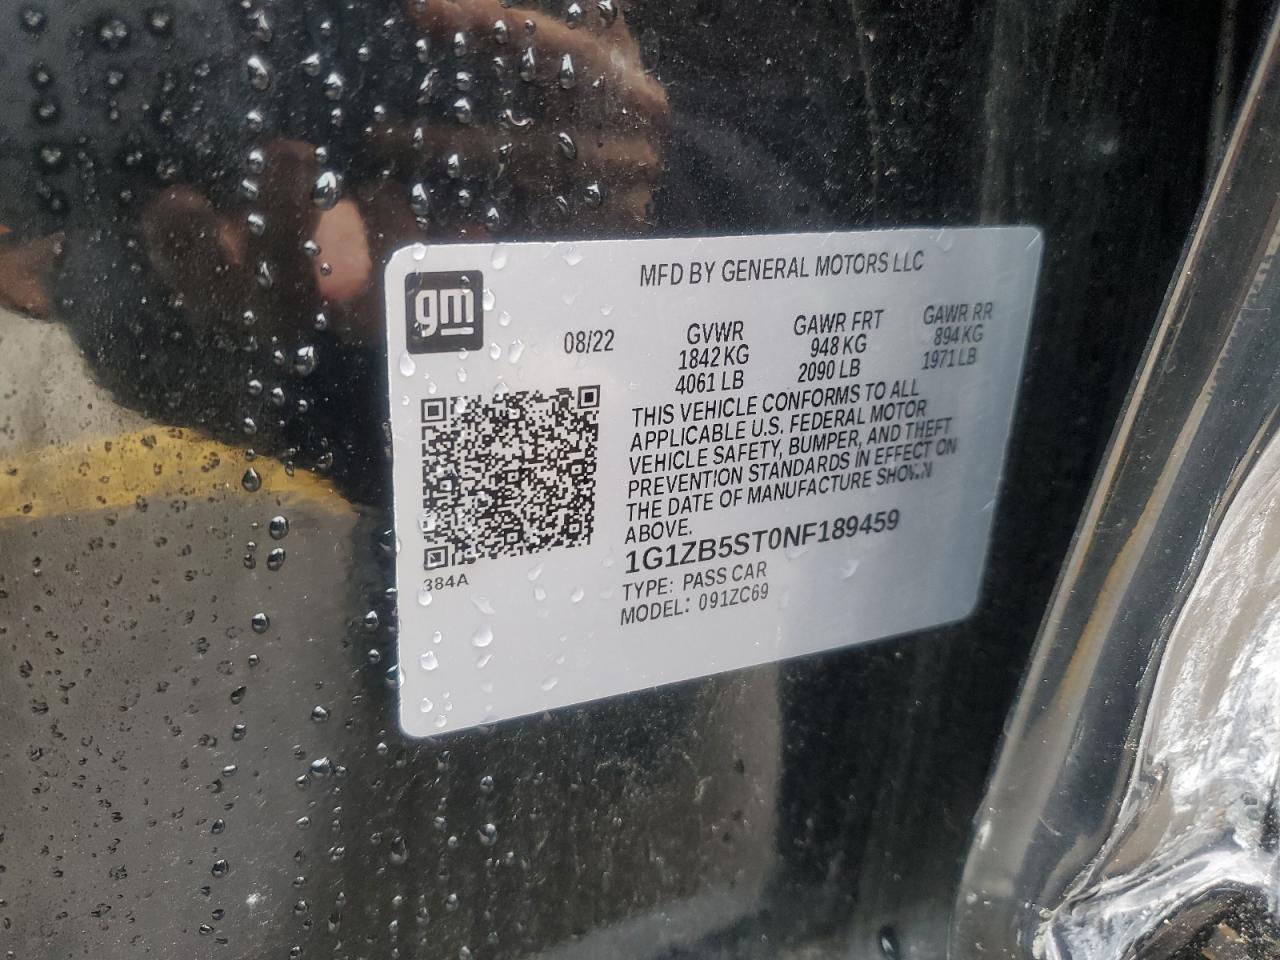 MFD BY GENERAL MOTORS LLC
gm
08/22
GVWR
1842 KG
4061 LB
GAWR FRT
948 KG
2090 LB
GAWR RR
894 KG
1971 LB
THIS VEHICLE CONFORMS TO ALL
APPLICABLE U.S. FEDERAL MOTOR
VEHICLE SAFETY, BUMPER, AND THEFT
PREVENTION STANDARDS IN EFFECT ON
THE DATE OF MANUFACTURE SHOWN
ABOVE.
1G1ZB5ST0NF189459
TYPE: PASS CAR
MODEL: 091ZC69
384A